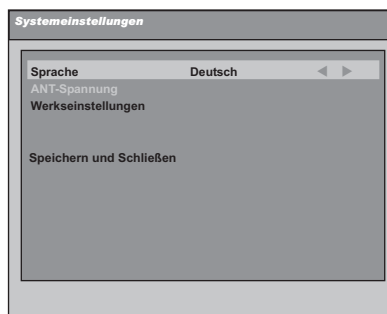 Systemeinstellungen
Sprache Deutsch
ANT-Spannung
Werkseinstellungen
Speichern und Schließen